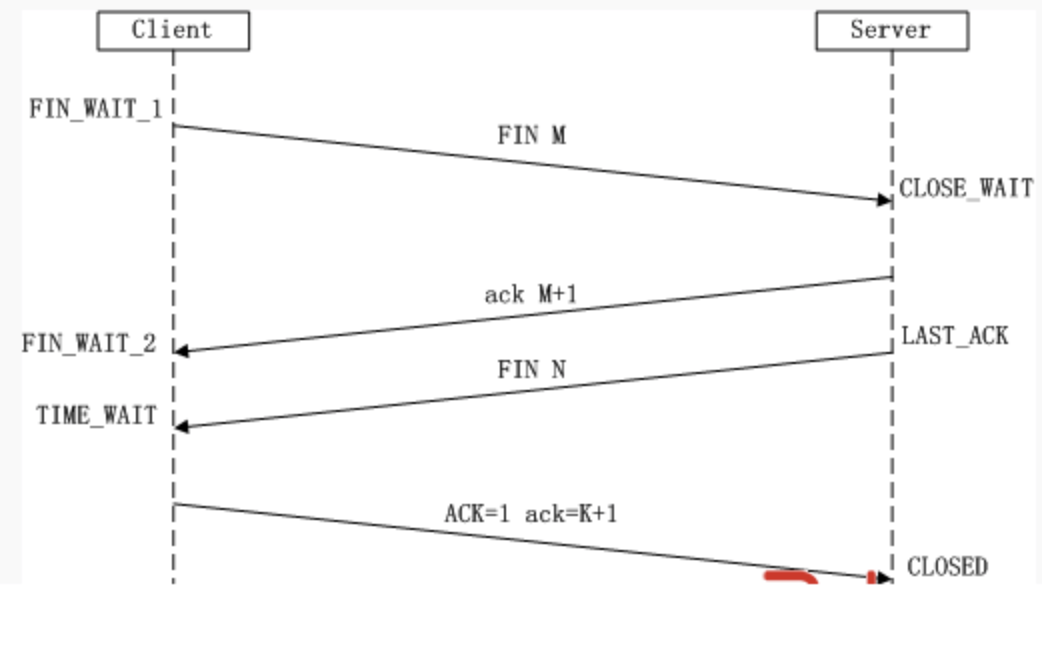 Client
Server
FIN_WAIT_1
FIN M
CLOSE_WAIT
ack M+1
FIN_WAIT_2
LAST_ACK
FIN N
TIME_WAIT
ACK=1 ack=K+1
CLOSED